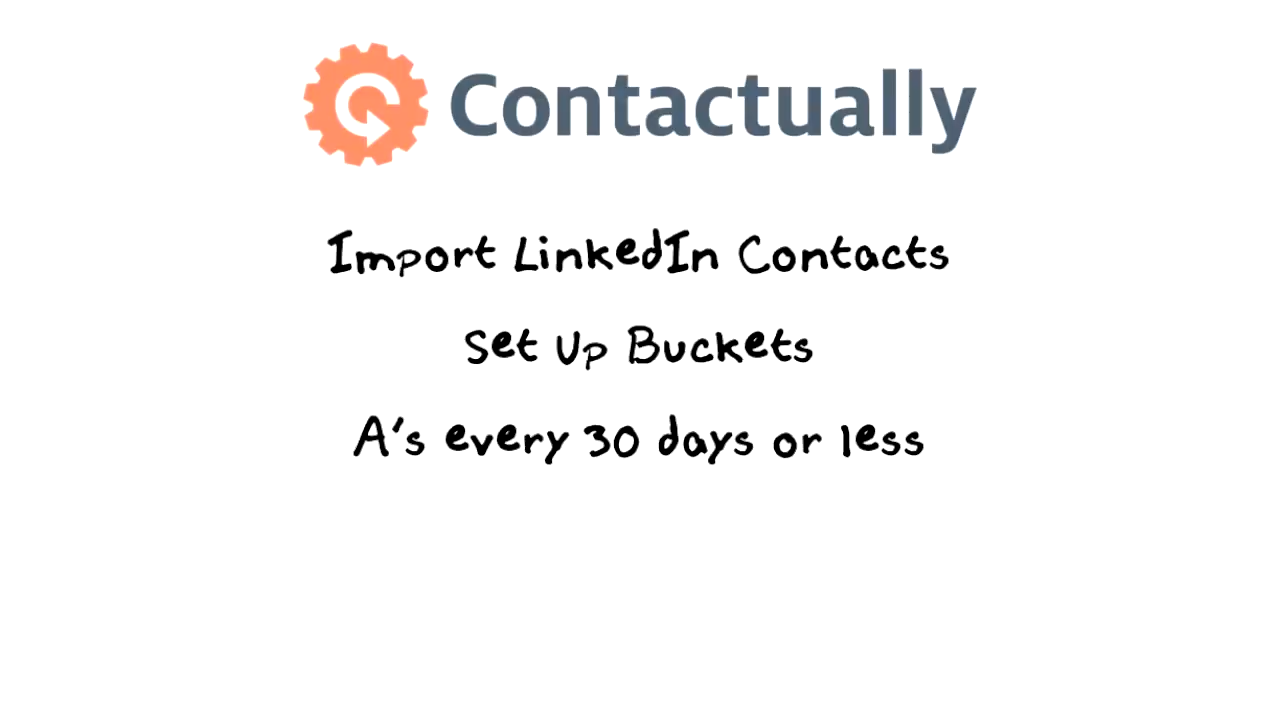 Contactually
Import LinkedIn Contacts
Set Up Buckets
A's every 30 days or less